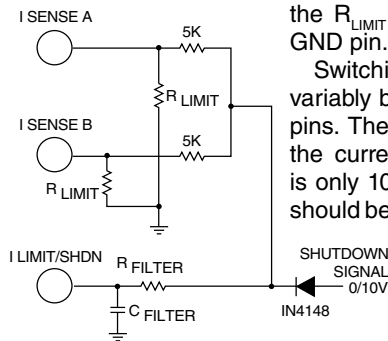 I SENSE A
5K
R LIMIT
I SENSE B
5K
R LIMIT
I LIMIT/SHDN
R FILTER
C FILTER
SHUTDOWN
SIGNAL
0/10V
IN4148
the RLIMIT
GND pin.
Switchi
variably b
pins. The
the curre
is only 10
should be